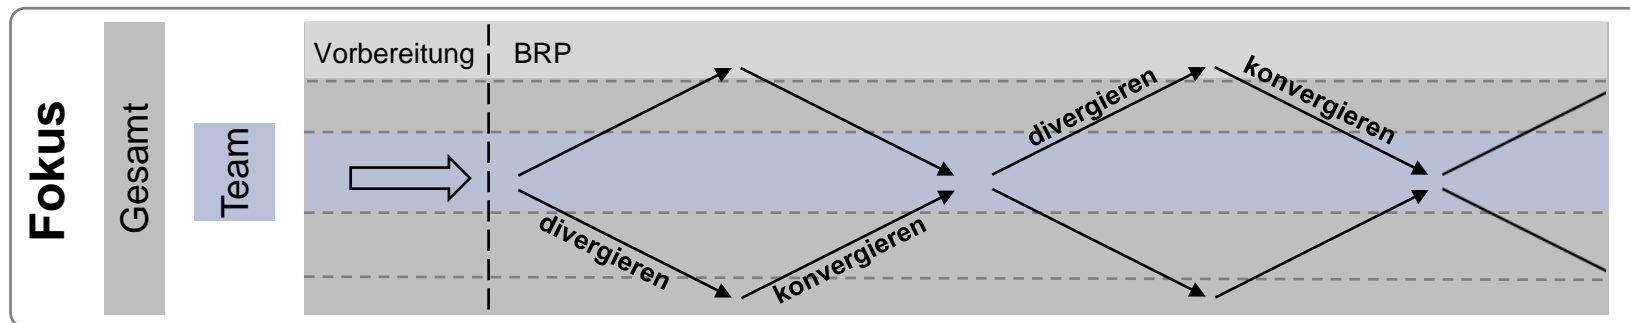 Fokus
Gesamt
Team
Vorbereitung
BRP
divergieren
konvergieren
divergieren
konvergieren